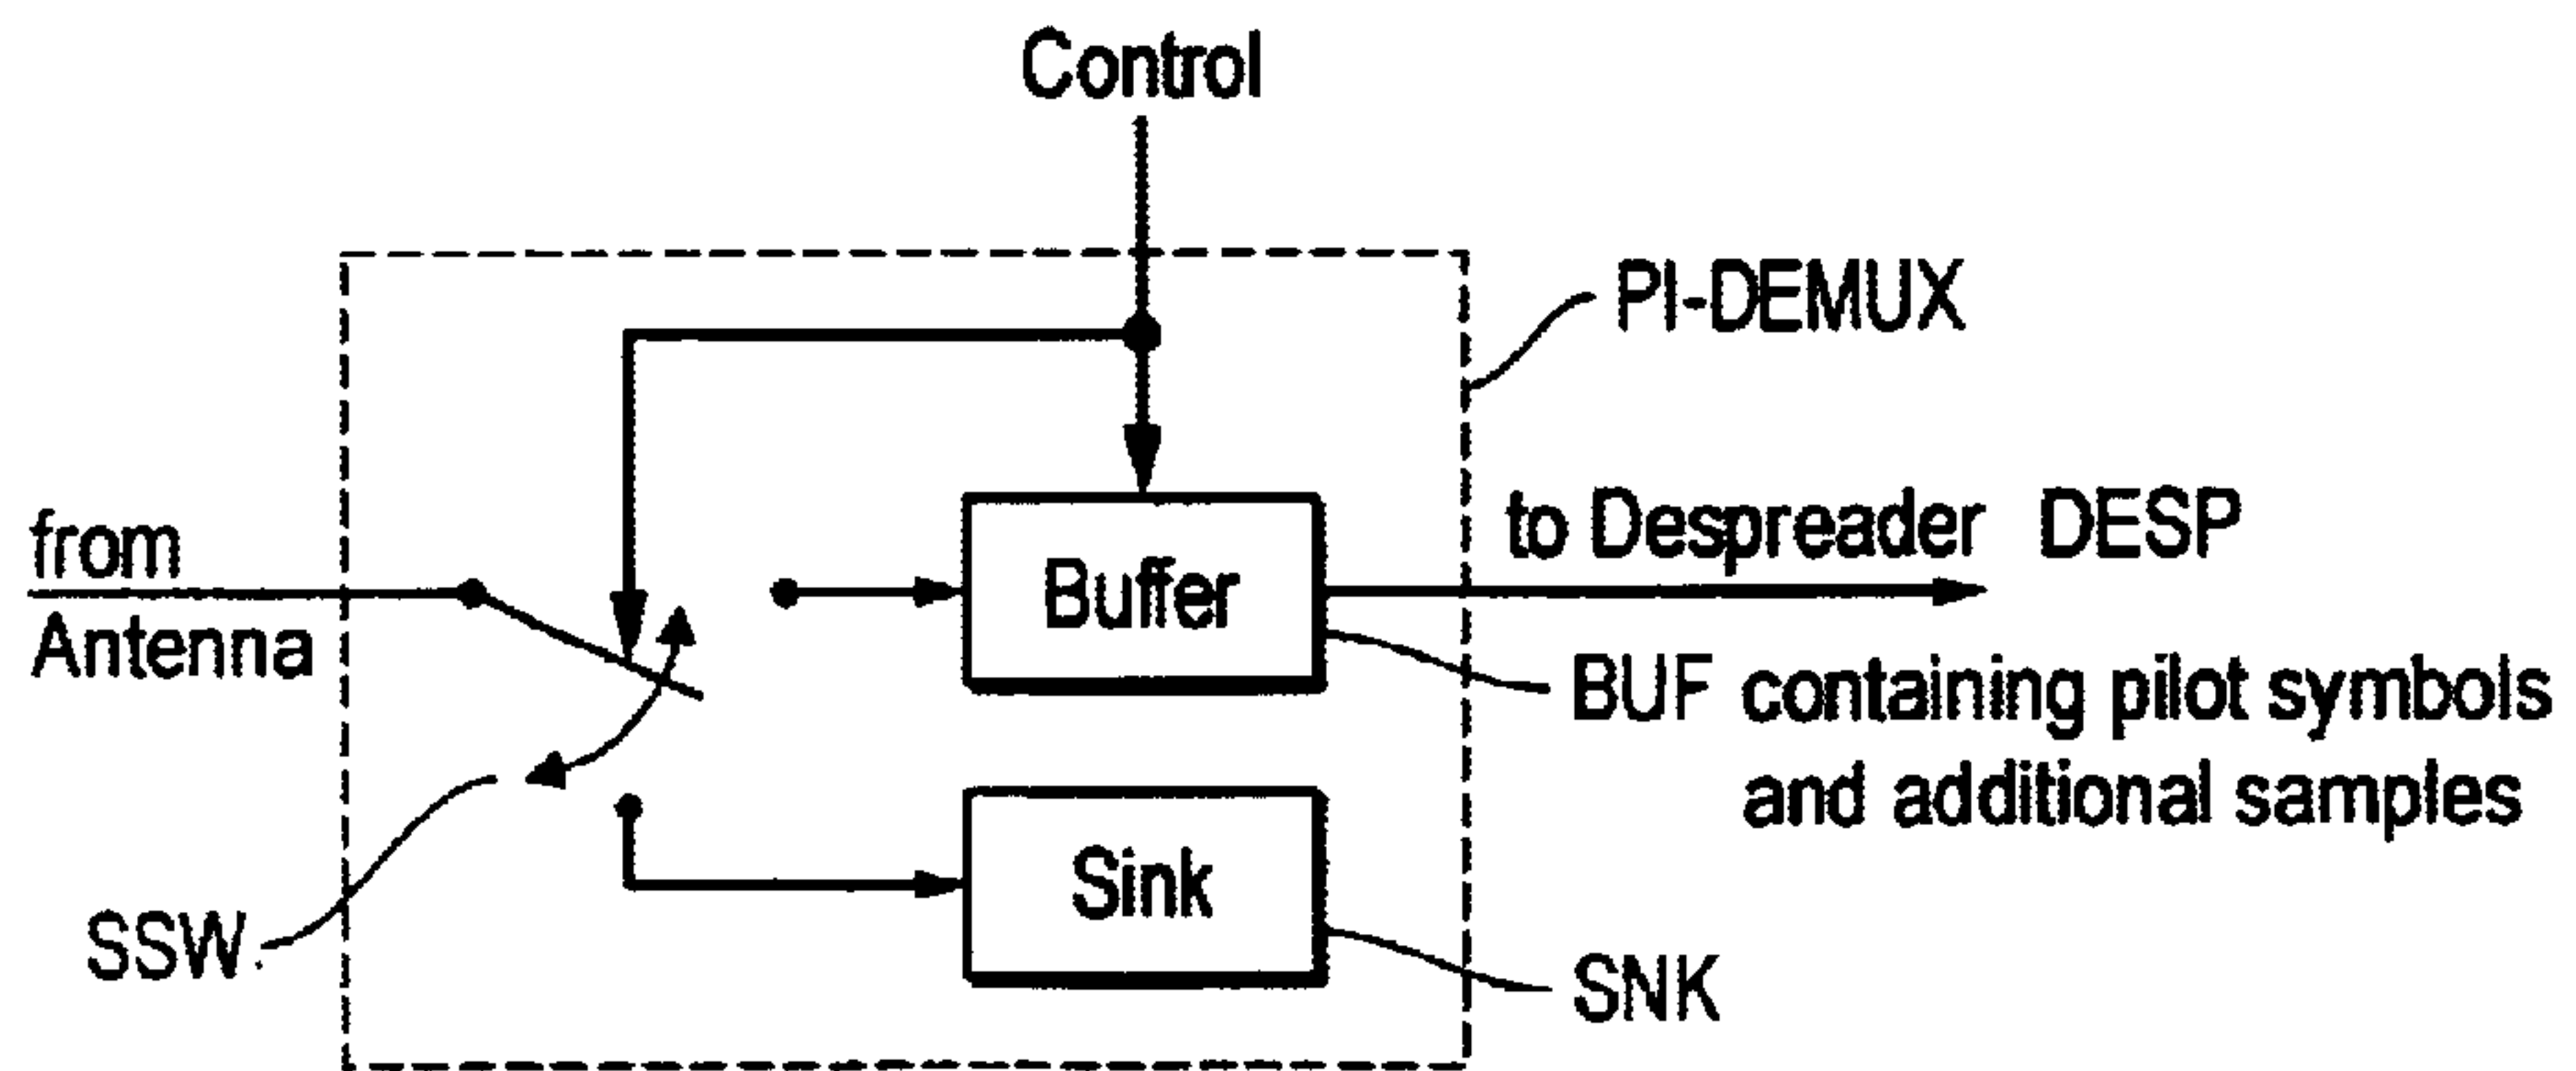 Control
PI-DEMUX
from
Antenna
Buffer
to Despreader DESP
BUF containing pilot symbols
and additional samples
Sink
SSW
SNK